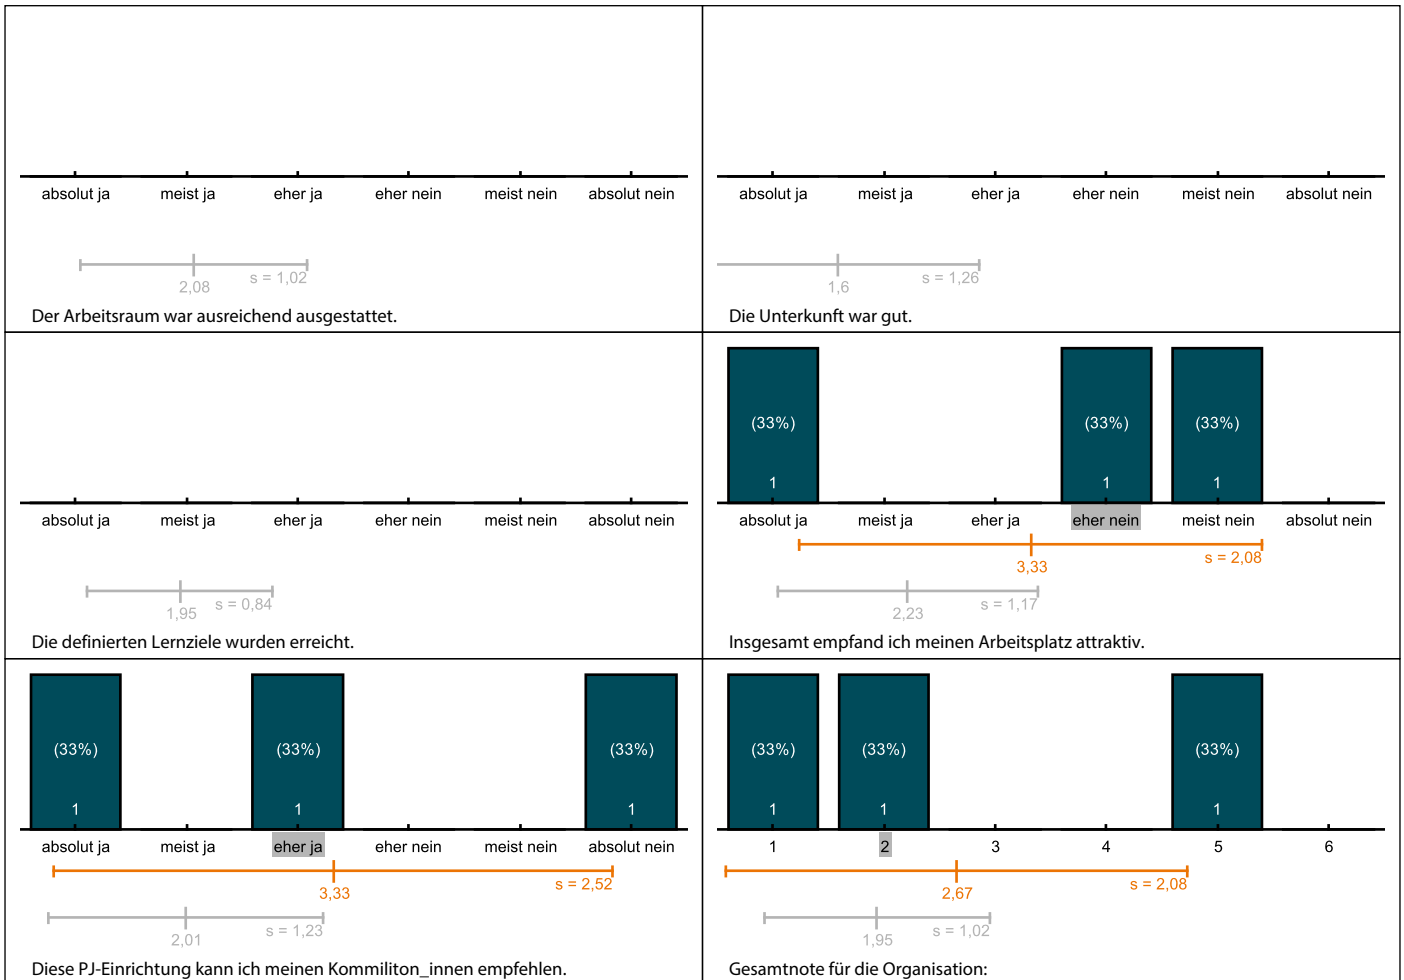 absolut ja meist ja eher ja eher nein meist nein absolut nein
s = 1,02
2,08
Der Arbeitsraum war ausreichend ausgestattet.
absolut ja meist ja eher ja eher nein meist nein absolut nein
s = 1,26
1,6
Die Unterkunft war gut.
absolut ja meist ja eher ja eher nein meist nein absolut nein
s = 0,84
1,95
Die definierten Lernziele wurden erreicht.
(33%) (33%) (33%)
1 1 1
absolut ja meist ja eher ja eher nein meist nein absolut nein
s = 2,08
3,33
s = 1,17
2,23
Insgesamt empfand ich meinen Arbeitsplatz attraktiv.
(33%) (33%) (33%)
1 1 1
absolut ja meist ja eher ja eher nein meist nein absolut nein
s = 2,52
3,33
s = 1,23
2,01
Diese PJ-Einrichtung kann ich meinen Kommiliton_innen empfehlen.
(33%) (33%) (33%)
1 1 1
1 2 3 4 5 6
s = 2,08
2,67
s = 1,02
1,95
Gesamtnote für die Organisation: